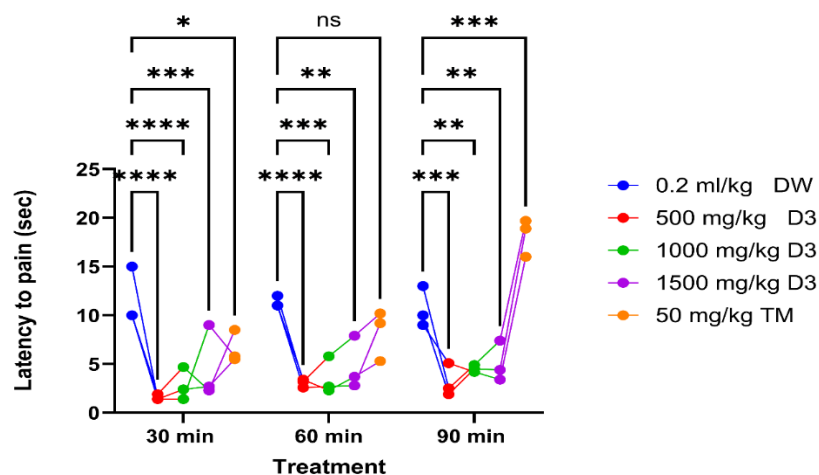 * ns ***
*** ** **
**** *** **
**** **** ***
25
20
15
10
5
0
Latency to pain (sec)
30 min 60 min 90 min
Treatment
0.2 ml/kg DW
500 mg/kg D3
1000 mg/kg D3
1500 mg/kg D3
50 mg/kg TM